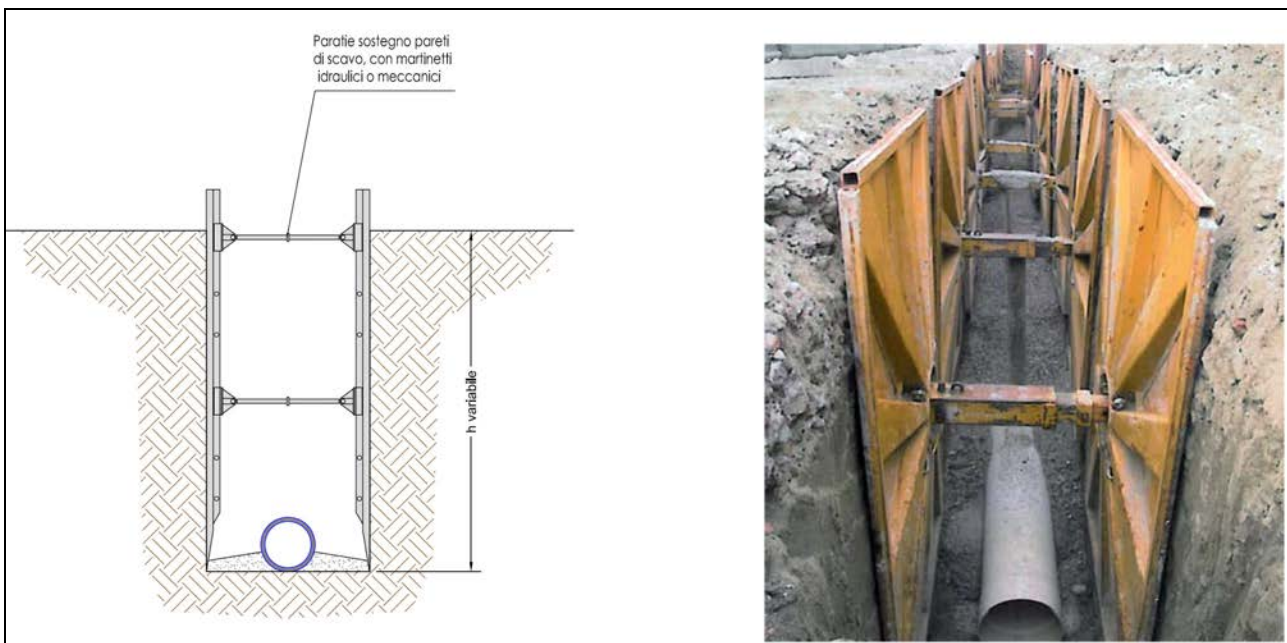 Paratie sostegno pareti
di scavo, con martinetti
idraulici o meccanici
h variabile